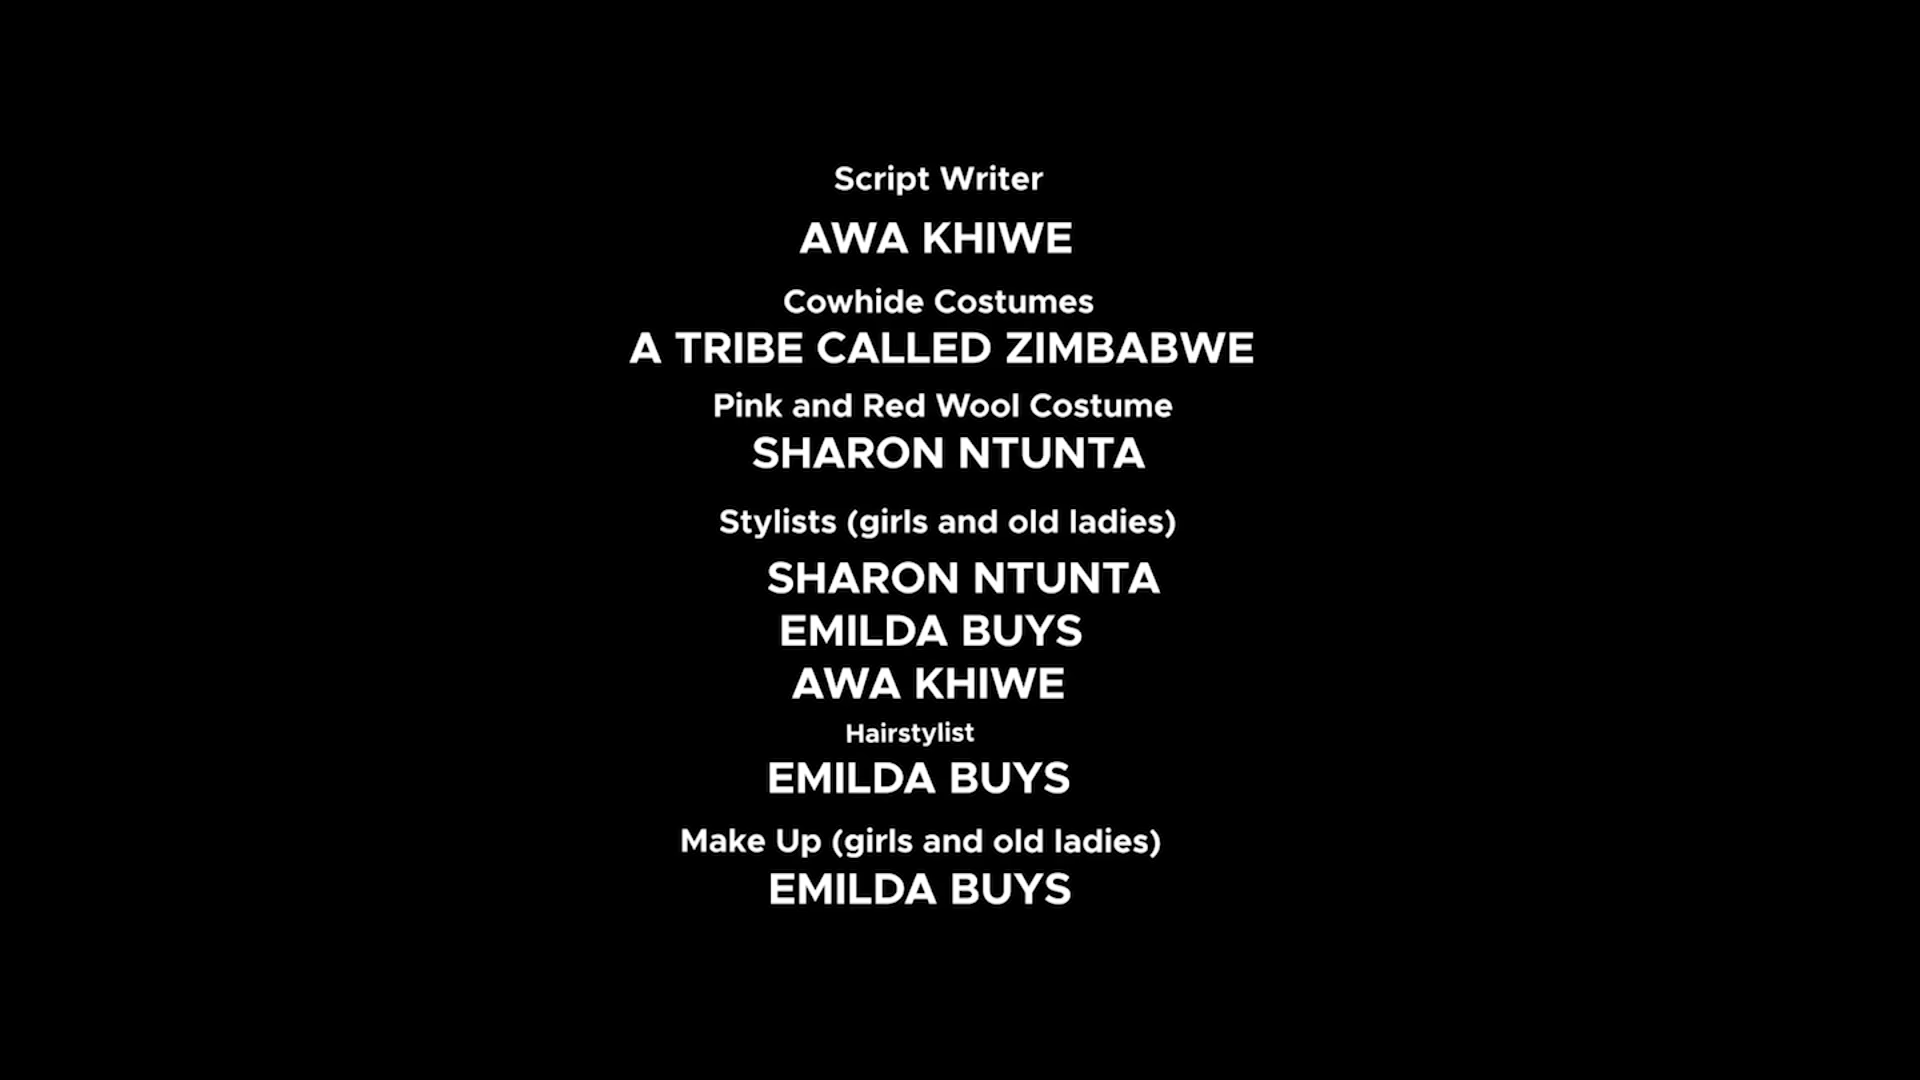 Script Writer
AWA KHIWE
Cowhide Costumes
A TRIBE CALLED ZIMBABWE
Pink and Red Wool Costume
SHARON NTUNTA
Stylists (girls and old ladies)
SHARON NTUNTA
EMILDA BUYS
AWA KHIWE
Hairstylist
EMILDA BUYS
Make Up (girls and old ladies)
EMILDA BUYS